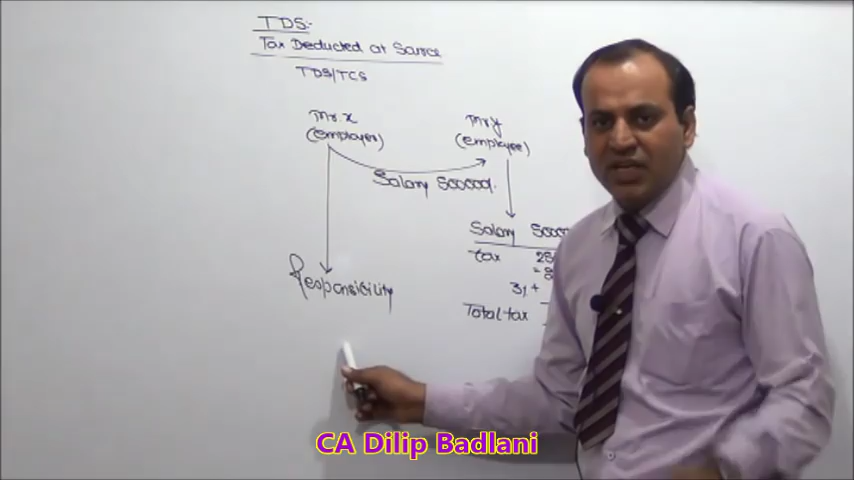 TDS:-
Tax Deducted at Source
TDS/TCS
Mr. X
(employer)
Mr. Y
(employee)
Salary 500000/-
Salary
tax
3% +
Total tax
Responsibility
CA Dilip Badlani